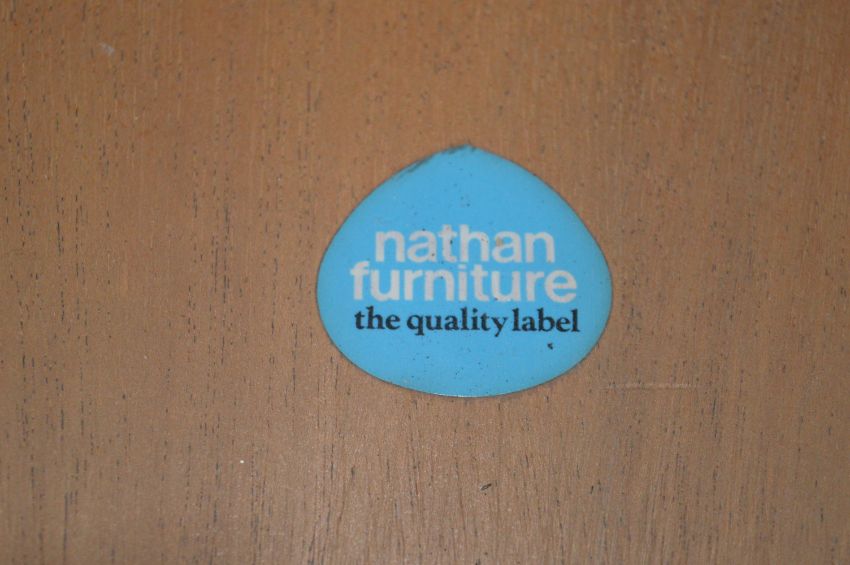 nathan
furniture
the quality label